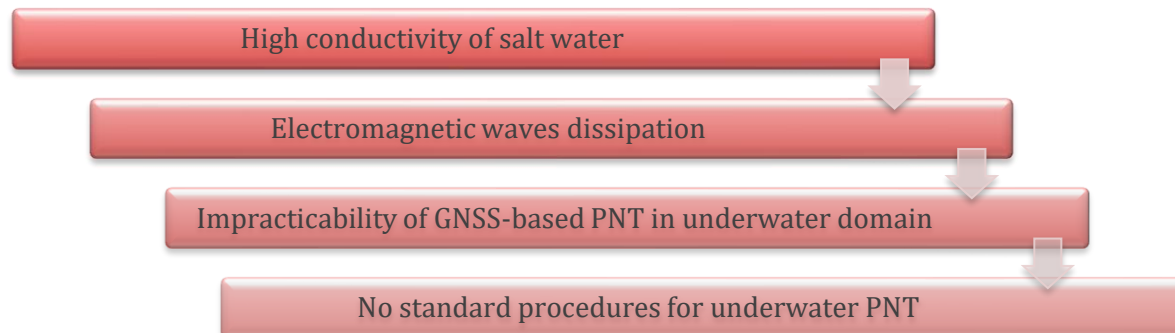 High conductivity of salt water
Electromagnetic waves dissipation
Impracticability of GNSS-based PNT in underwater domain
No standard procedures for underwater PNT